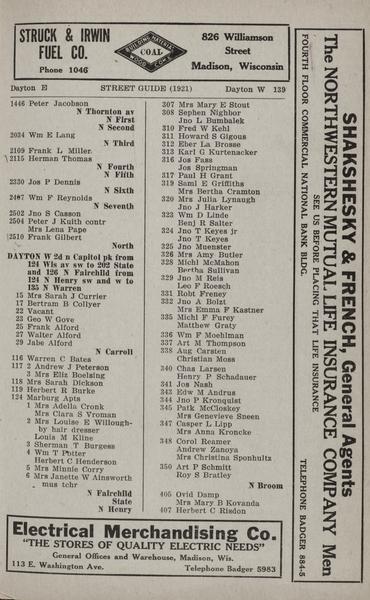 STRUCK & IRWIN
FUEL CO.
Phone 1046
BUILDING MATERIAL
COAL
WOOD COKE
826 Williamson
Street
Madison, Wisconsin
Dayton E STREET GUIDE (1921) Dayton W 139
1446 Peter Jacobson
N Thornton av
N First
N Second
2034 Wm E Lang
N Third
2109 Frank L Miller
2115 Herman Thomas
N Fourth
N Fifth
2330 Jos P Dennis
N Sixth
2407 Wm F Reynolds
N Seventh
2502 Jno S Casson
2504 Peter J Kuith contr
Mrs Lena Pape
2510 Frank Gilbert
North
DAYTON W 2d n Capitol pk from
124 Wis av sw to 202 State
and 126 N Fairchild from
124 N Henry sw and w to
135 N Warren
15 Mrs Sarah J Currier
17 Bertram B Collyer
22 Vacant
23 Geo W Gove
25 Frank Alford
27 Walter Alford
29 Jabe Alford
N Carroll
116 Warren C Bates
117 2 Andrew J Peterson
3 Mrs Eliz Boelsing
118 Mrs Sarah Dickson
119 Herbert R Burke
124 Marburg Apts
1 Mrs Adella Cronk
Mrs Clara S Vroman
2 Mrs Louise E Willough-
by hair dresser
Louis M Kline
3 Sherman T Burgess
4 Wm T Potter
Herbert C Henderson
5 Mrs Minnie Corry
6 Mrs Janette W Ainsworth
mus tchr
N Fairchild
State
N Henry
307 Mrs Mary E Stout
308 Sephen Nighbor
Jno L Bumbalek
310 Fred W Kehl
311 Howard S Gigous
312 Eber La Brosse
313 Karl G Kurtenacker
316 Jos Fass
Jos Springman
317 Paul H Grant
319 Saml E Griffiths
Mrs Bertha Cramton
320 Mrs Julia Lynaugh
Jno J Harker
323 Wm D Linde
Benj R Salter
324 Jno T Keyes jr
Jno T Keyes
325 Jno Muenster
326 Mrs Amy Butler
328 Michl McMahon
Bertha Sullivan
329 Jno M Reis
Leo F Roesch
331 Robt Freney
332 Jno A Bolzt
Mrs Emma F Kastner
335 Michl F Furey
Matthew Graty
336 Wm F Moehlman
337 Art M Thompson
338 Aug Carsten
Christian Moss
340 Chas Larsen
Henry P Schadauer
341 Jos Nash
343 Edw M Andrus
344 Jno P Kronquist
345 Patk McCloskey
Mrs Genevieve Sneen
347 Casper L Lipp
Mrs Anna Kroncke
348 Corol Reamer
Andrew Zanoya
Mrs Christina Sponhultz
350 Art P Schmitt
Roy S Bratley
N Broom
405 Ovid Damp
Mrs Mary B Kovanda
407 Herbert C Risdon
Electrical Merchandising Co.
"THE STORES OF QUALITY ELECTRIC NEEDS"
General Offices and Warehouse, Madison, Wis.
113 E. Washington Ave. Telephone Badger 5983
SHAKSHESKY & FRENCH, General Agents
The NORTHWESTERN MUTUAL LIFE INSURANCE COMPANY Men
SEE US BEFORE PLACING THAT LIFE INSURANCE
FOURTH FLOOR COMMERCIAL NATIONAL BANK BLDG. TELEPHONE BADGER 884-5